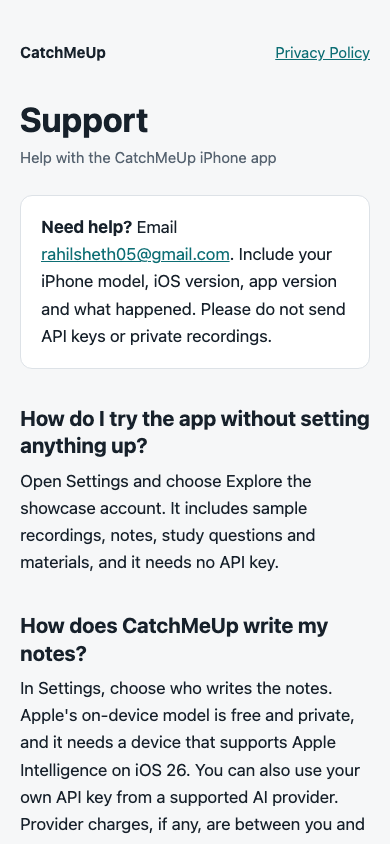 CatchMeUp
Privacy Policy
Support
Help with the CatchMeUp iPhone app
Need help? Email
rahilsheth05@gmail.com. Include your
iPhone model, iOS version, app version
and what happened. Please do not send
API keys or private recordings.
How do I try the app without setting
anything up?
Open Settings and choose Explore the
showcase account. It includes sample
recordings, notes, study questions and
materials, and it needs no API key.
How does CatchMeUp write my
notes?
In Settings, choose who writes the notes.
Apple's on-device model is free and private,
and it needs a device that supports Apple
Intelligence on iOS 26. You can also use your
own API key from a supported AI provider.
Provider charges, if any, are between you and